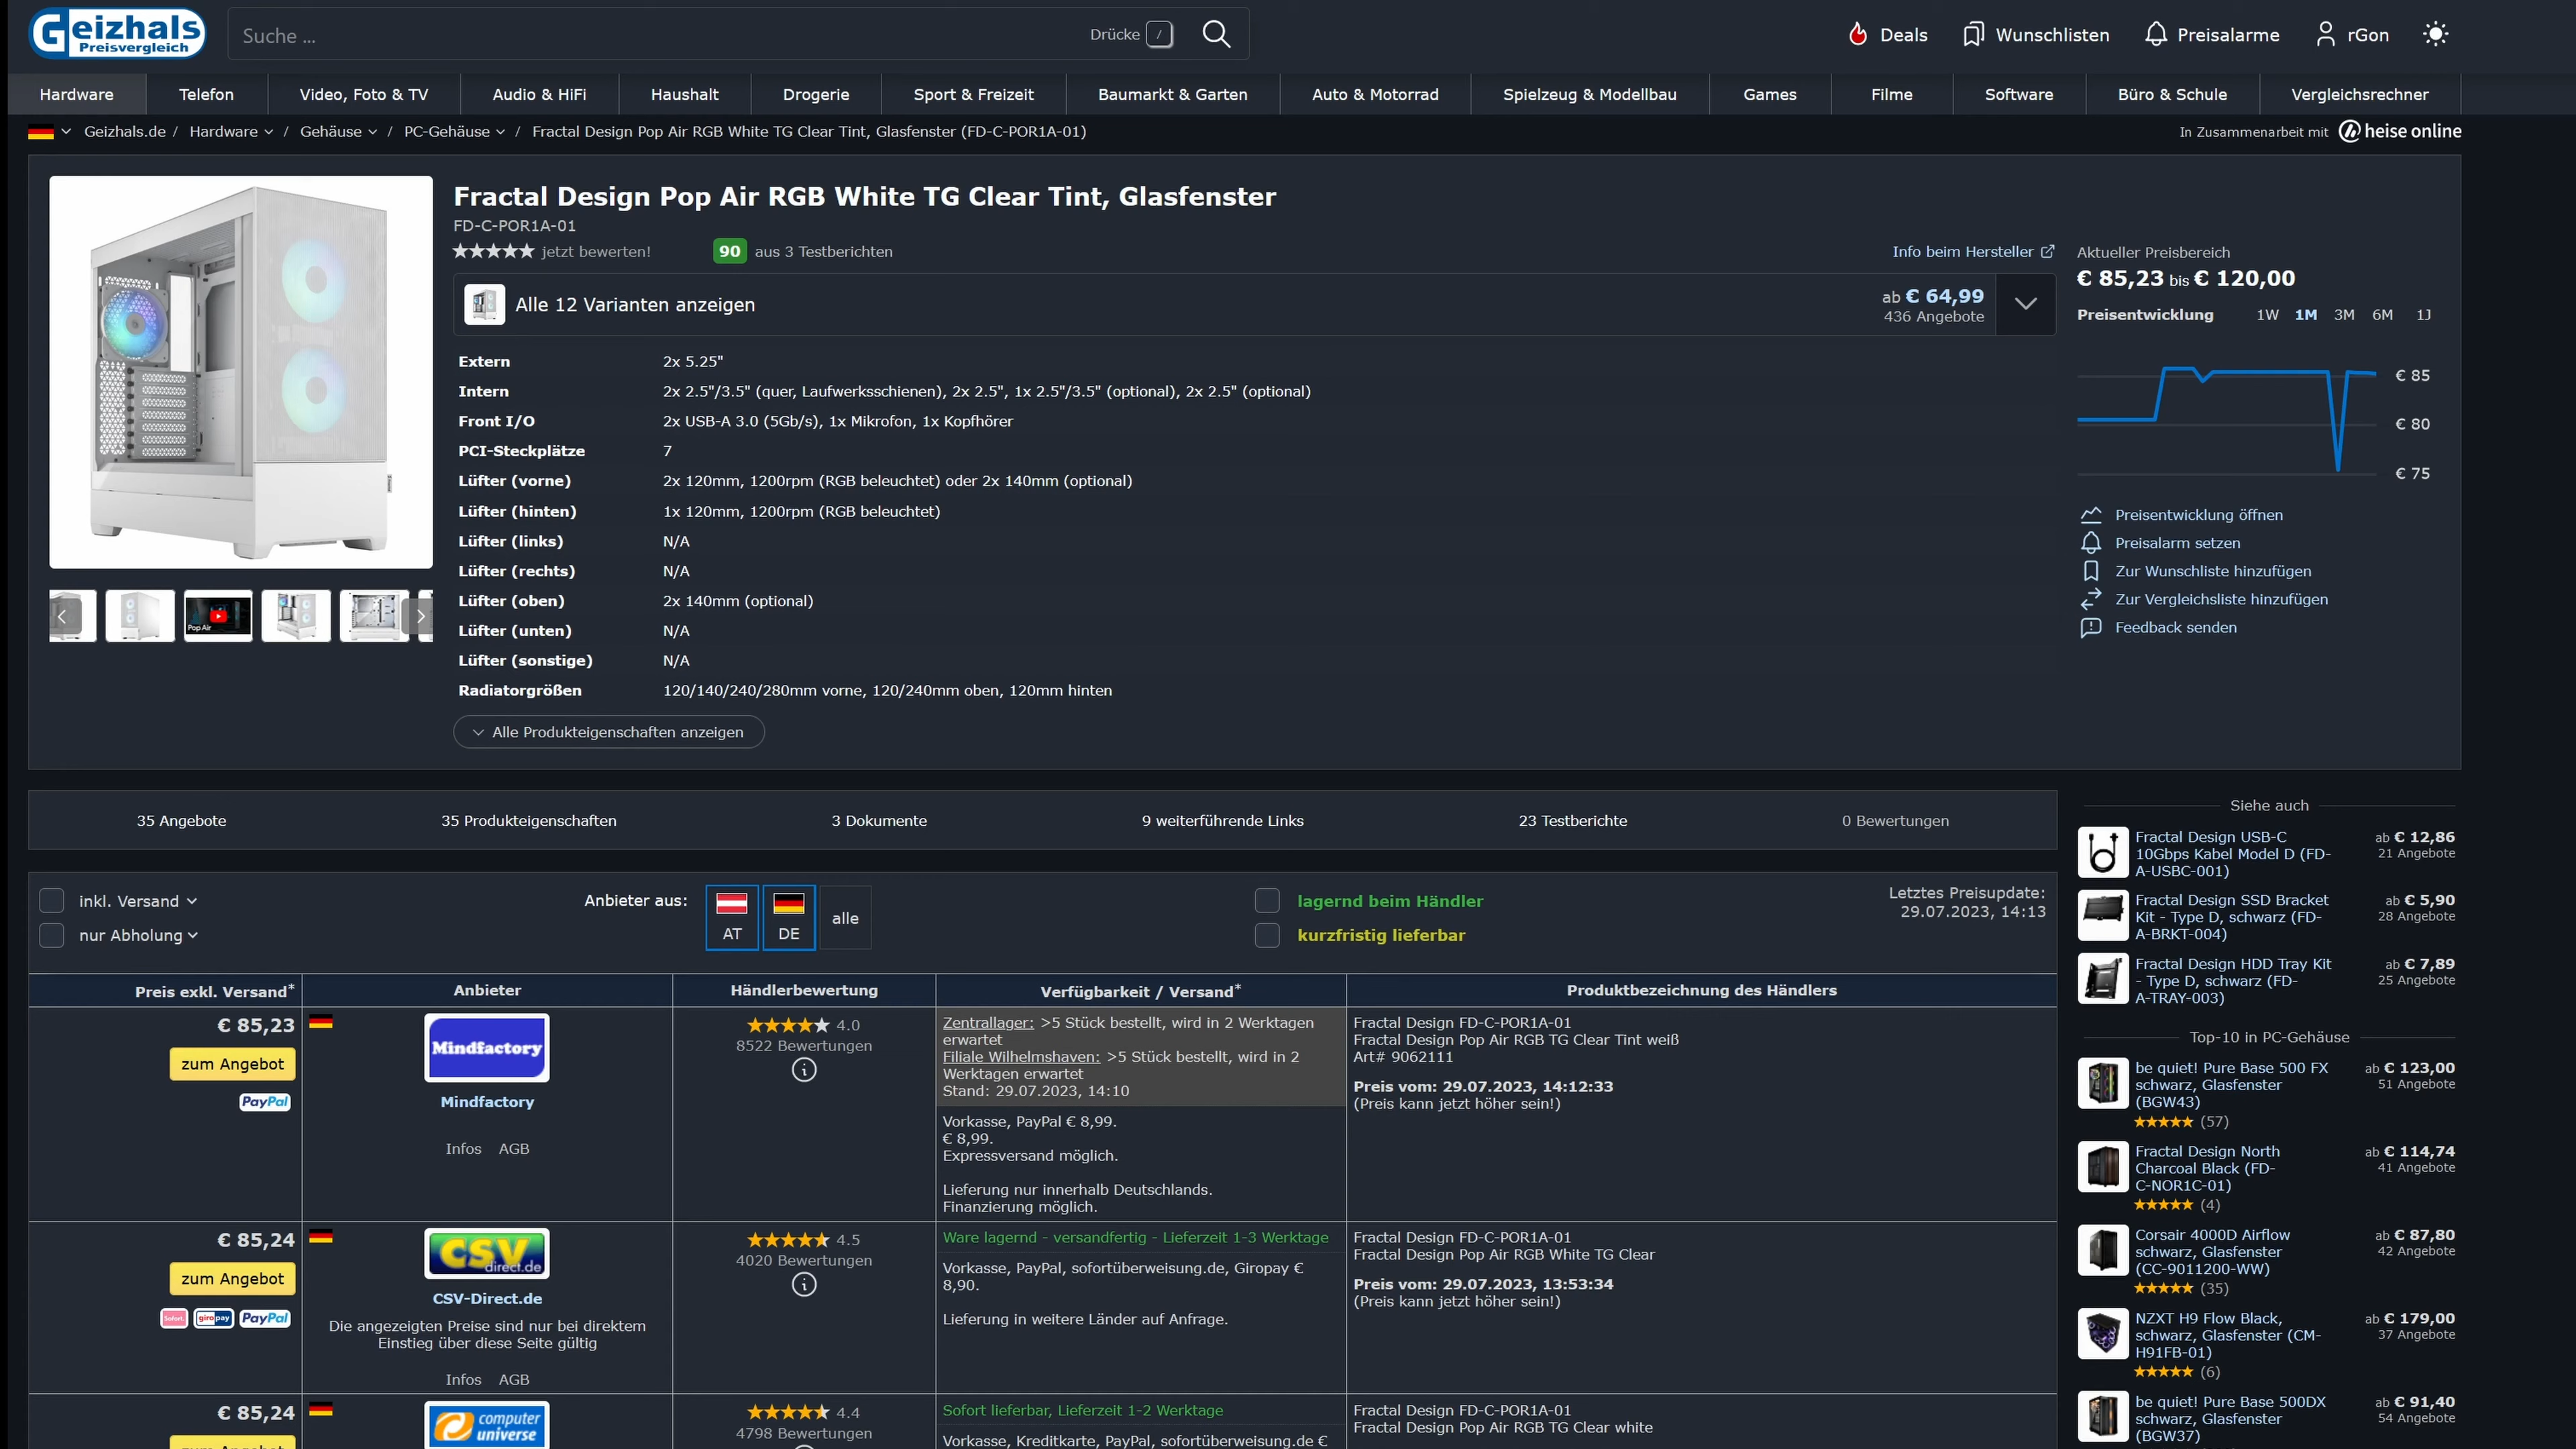 Geizhals
Preisvergleich
Suche ...
Drücke /
Deals
Wunschlisten
Preisalarme
rGon
Hardware
Telefon
Video, Foto & TV
Audio & HiFi
Haushalt
Drogerie
Sport & Freizeit
Baumarkt & Garten
Auto & Motorrad
Spielzeug & Modellbau
Games
Filme
Software
Büro & Schule
Vergleichsrechner
Geizhals.de / Hardware / Gehäuse / PC-Gehäuse / Fractal Design Pop Air RGB White TG Clear Tint, Glasfenster (FD-C-POR1A-01)
In Zusammenarbeit mit heise online
Fractal Design Pop Air RGB White TG Clear Tint, Glasfenster
FD-C-POR1A-01
jetzt bewerten!
90 aus 3 Testberichten
Info beim Hersteller
Alle 12 Varianten anzeigen
ab € 64,99
436 Angebote
Extern 2x 5.25"
Intern 2x 2.5"/3.5" (quer, Laufwerksschienen), 2x 2.5", 1x 2.5"/3.5" (optional), 2x 2.5" (optional)
Front I/O 2x USB-A 3.0 (5Gb/s), 1x Mikrofon, 1x Kopfhörer
PCI-Steckplätze 7
Lüfter (vorne) 2x 120mm, 1200rpm (RGB beleuchtet) oder 2x 140mm (optional)
Lüfter (hinten) 1x 120mm, 1200rpm (RGB beleuchtet)
Lüfter (links) N/A
Lüfter (rechts) N/A
Lüfter (oben) 2x 140mm (optional)
Lüfter (unten) N/A
Lüfter (sonstige) N/A
Radiatorgrößen 120/140/240/280mm vorne, 120/240mm oben, 120mm hinten
Alle Produkteigenschaften anzeigen
Pop Air
Aktueller Preisbereich
€ 85,23 bis € 120,00
Preisentwicklung 1W 1M 3M 6M 1J
€ 85
€ 80
€ 75
Preisentwicklung öffnen
Preisalarm setzen
Zur Wunschliste hinzufügen
Zur Vergleichsliste hinzufügen
Feedback senden
35 Angebote
35 Produkteigenschaften
3 Dokumente
9 weiterführende Links
23 Testberichte
0 Bewertungen
inkl. Versand
nur Abholung
Anbieter aus:
AT
DE
alle
lagernd beim Händler
kurzfristig lieferbar
Letztes Preisupdate:
29.07.2023, 14:13
Preis exkl. Versand*
Anbieter
Händlerbewertung
Verfügbarkeit / Versand*
Produktbezeichnung des Händlers
€ 85,23
zum Angebot
PayPal
Mindfactory
Mindfactory
Infos AGB
4.0
8522 Bewertungen
Zentrallager: >5 Stück bestellt, wird in 2 Werktagen
erwartet
Filiale Wilhelmshaven: >5 Stück bestellt, wird in 2
Werktagen erwartet
Stand: 29.07.2023, 14:10
Vorkasse, PayPal € 8,99.
€ 8,99.
Expressversand möglich.
Lieferung nur innerhalb Deutschlands.
Finanzierung möglich.
Fractal Design FD-C-POR1A-01
Fractal Design Pop Air RGB TG Clear Tint weiß
Art# 9062111
Preis vom: 29.07.2023, 14:12:33
(Preis kann jetzt höher sein!)
€ 85,24
zum Angebot
Sofort. giropay PayPal
CSV
direct.de
CSV-Direct.de
Die angezeigten Preise sind nur bei direktem
Einstieg über diese Seite gültig
Infos AGB
4.5
4020 Bewertungen
Ware lagernd - versandfertig - Lieferzeit 1-3 Werktage
Vorkasse, PayPal, sofortüberweisung.de, Giropay €
8,90.
Lieferung in weitere Länder auf Anfrage.
Fractal Design FD-C-POR1A-01
Fractal Design Pop Air RGB White TG Clear
Preis vom: 29.07.2023, 13:53:34
(Preis kann jetzt höher sein!)
€ 85,24
zum Angebot
computer
universe
4.4
4798 Bewertungen
Sofort lieferbar, Lieferzeit 1-2 Werktage
Vorkasse, Kreditkarte, PayPal, sofortüberweisung.de €
Fractal Design FD-C-POR1A-01
Fractal Design Pop Air RGB TG Clear white
Siehe auch
Fractal Design USB-C
10Gbps Kabel Model D (FD-
A-USBC-001)
ab € 12,86
21 Angebote
Fractal Design SSD Bracket
Kit - Type D, schwarz (FD-
A-BRKT-004)
ab € 5,90
28 Angebote
Fractal Design HDD Tray Kit
- Type D, schwarz (FD-
A-TRAY-003)
ab € 7,89
25 Angebote
Top-10 in PC-Gehäuse
be quiet! Pure Base 500 FX
schwarz, Glasfenster
(BGW43)
(57)
ab € 123,00
51 Angebote
Fractal Design North
Charcoal Black (FD-
C-NOR1C-01)
(4)
ab € 114,74
41 Angebote
Corsair 4000D Airflow
schwarz, Glasfenster
(CC-9011200-WW)
(35)
ab € 87,80
42 Angebote
NZXT H9 Flow Black,
schwarz, Glasfenster (CM-
H91FB-01)
(6)
ab € 179,00
37 Angebote
be quiet! Pure Base 500DX
schwarz, Glasfenster
(BGW37)
ab € 91,40
54 Angebote